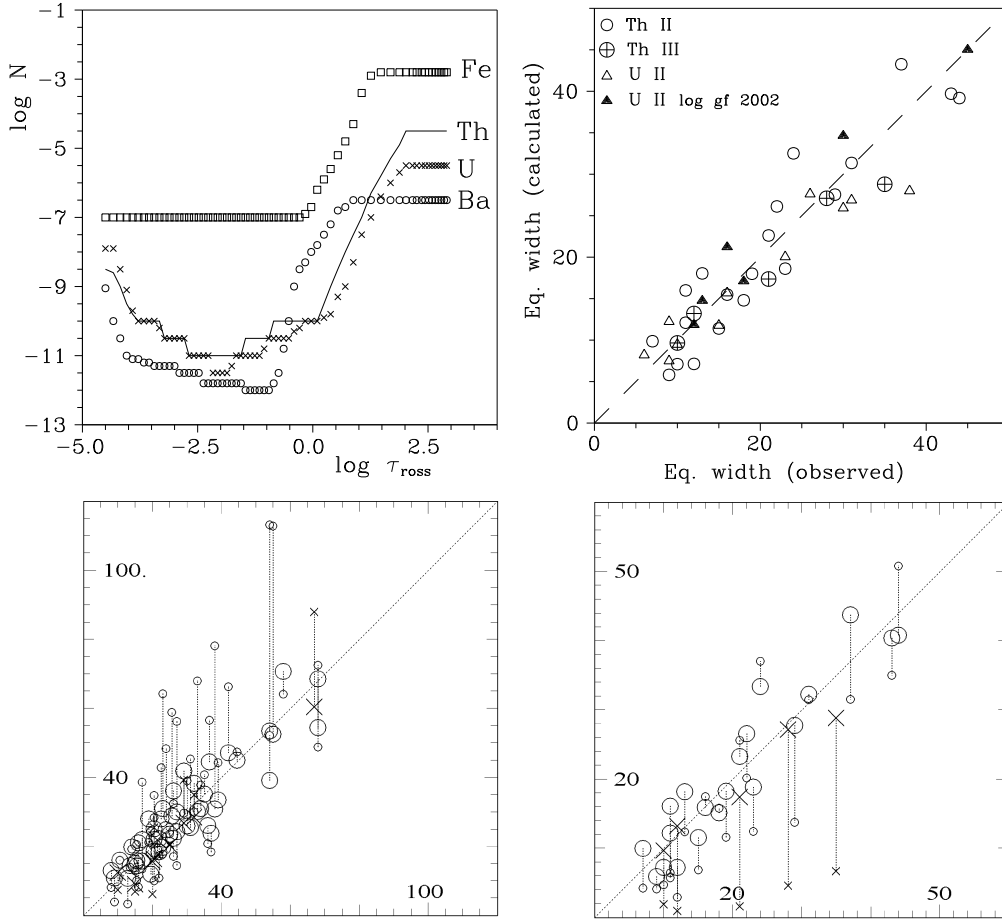 −1
−3
−5
−7
−9
−11
−13
log N
Fe
Th
U
Ba
−5.0
−2.5
0.0
2.5
log τross
Th II
Th III
U II
U II log gf 2002
40
20
0
Eq. width (calculated)
0
20
40
Eq. width (observed)
100.
40
40
100
50
20
20
50